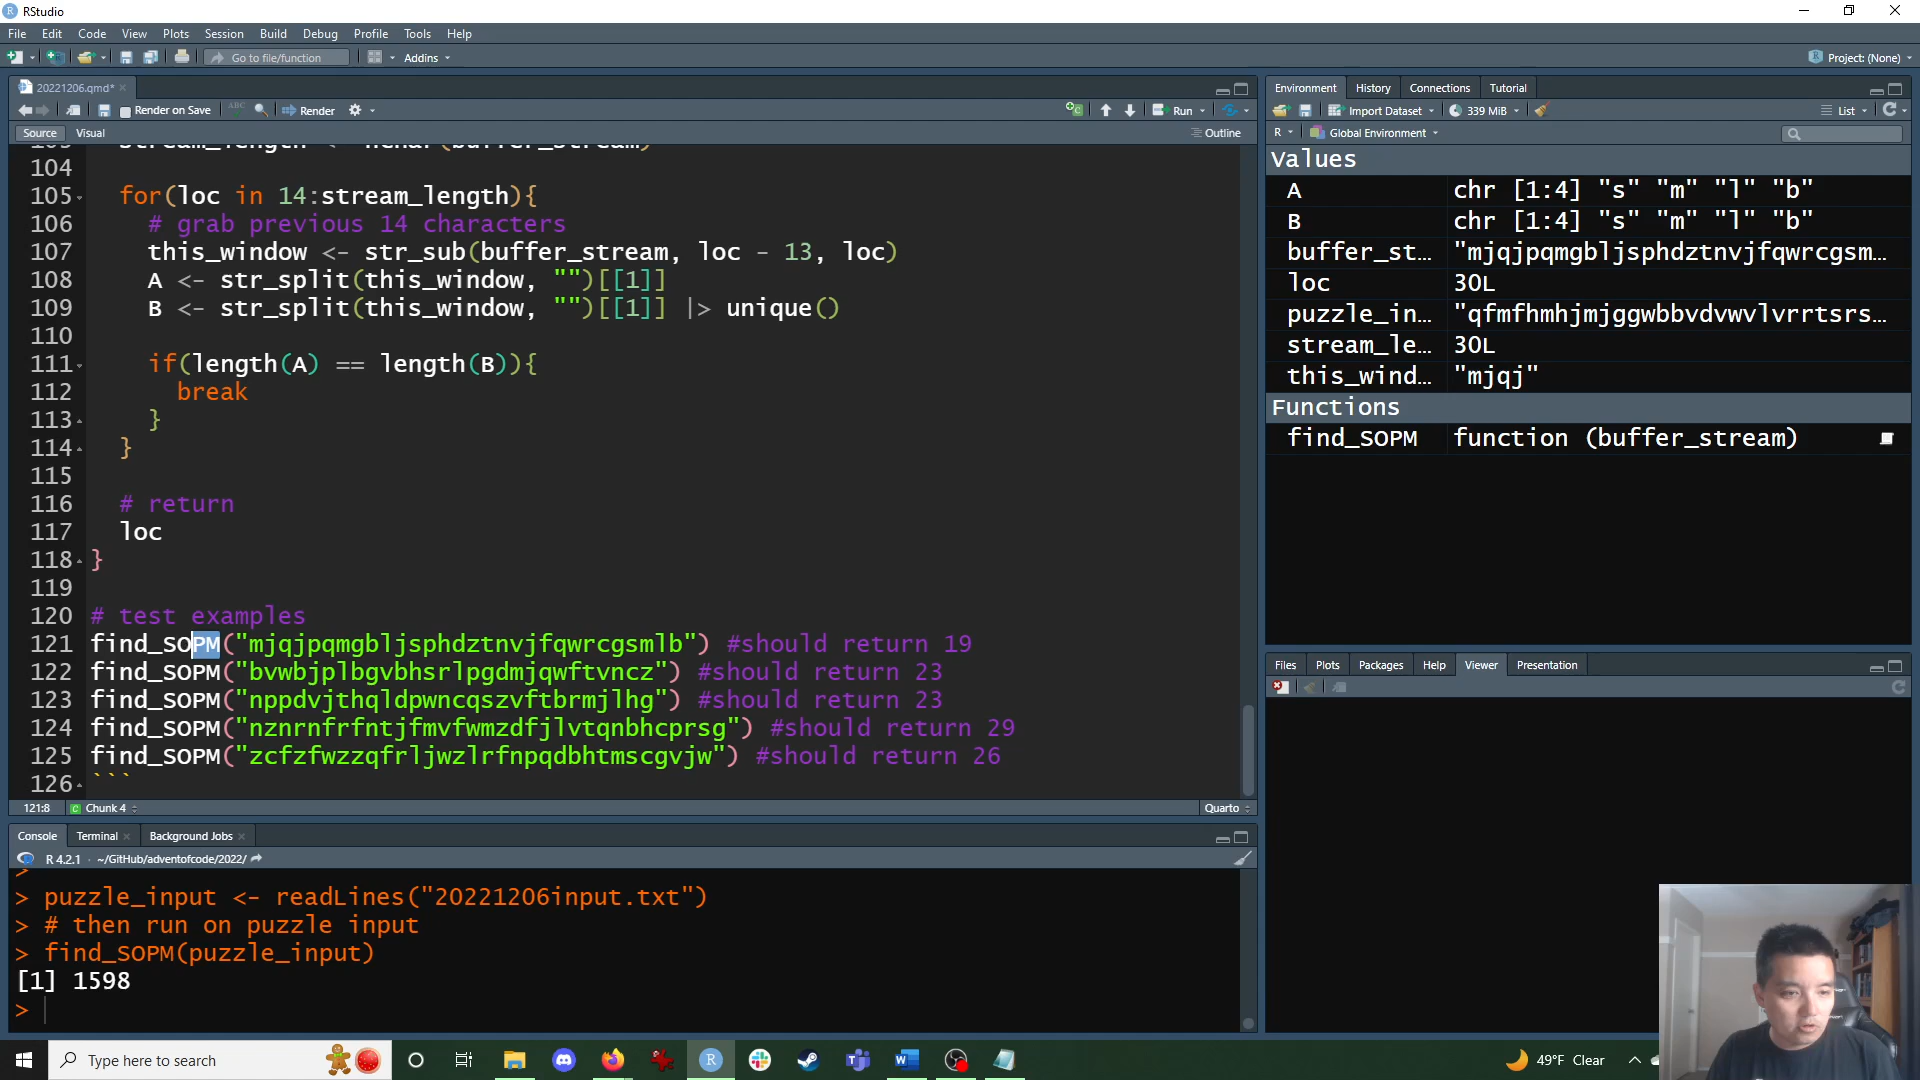 RStudio
File Edit Code View Plots Session Build Debug Profile Tools Help
Go to file/function Addins Project: (None)
20221206.qmd*
Render on Save Render Run
Source Visual Outline
104
105 for(loc in 14:stream_length){
106 # grab previous 14 characters
107 this_window <- str_sub(buffer_stream, loc - 13, loc)
108 A <- str_split(this_window, "")[[1]]
109 B <- str_split(this_window, "")[[1]] |> unique()
110
111 if(length(A) == length(B)){
112 break
113 }
114 }
115
116 # return
117 loc
118 }
119
120 # test examples
121 find_SOPM("mjqjpqmgbljsphdztnvjfqwrcgsmlb") #should return 19
122 find_SOPM("bvwbjplbgvbhsrlpgdmjqwftvncz") #should return 23
123 find_SOPM("nppdvjthqldpwncqszvftbrmjlhg") #should return 23
124 find_SOPM("nznrnfrfntjfmvfwmzdfjlvtqnbhcprsg") #should return 29
125 find_SOPM("zcfzfwzzqfrljwzlrfnpqdbhtmscgvjw") #should return 26
126 ```
121:8 Chunk 4 Quarto
Console Terminal Background Jobs
R 4.2.1 · ~/GitHub/adventofcode/2022/
>
> puzzle_input <- readLines("20221206input.txt")
> # then run on puzzle input
> find_SOPM(puzzle_input)
[1] 1598
>
Environment History Connections Tutorial
Import Dataset 339 MiB List
R Global Environment
Values
A chr [1:4] "s" "m" "l" "b"
B chr [1:4] "s" "m" "l" "b"
buffer_st… "mjqjpqmgbljsphdztnvjfqwrcgsm…
loc 30L
puzzle_in… "qfmfhmhjmjggwbbvdvwvlvrrtsrs…
stream_le… 30L
this_wind… "mjqj"
Functions
find_SOPM function (buffer_stream)
Files Plots Packages Help Viewer Presentation
Type here to search
49°F Clear